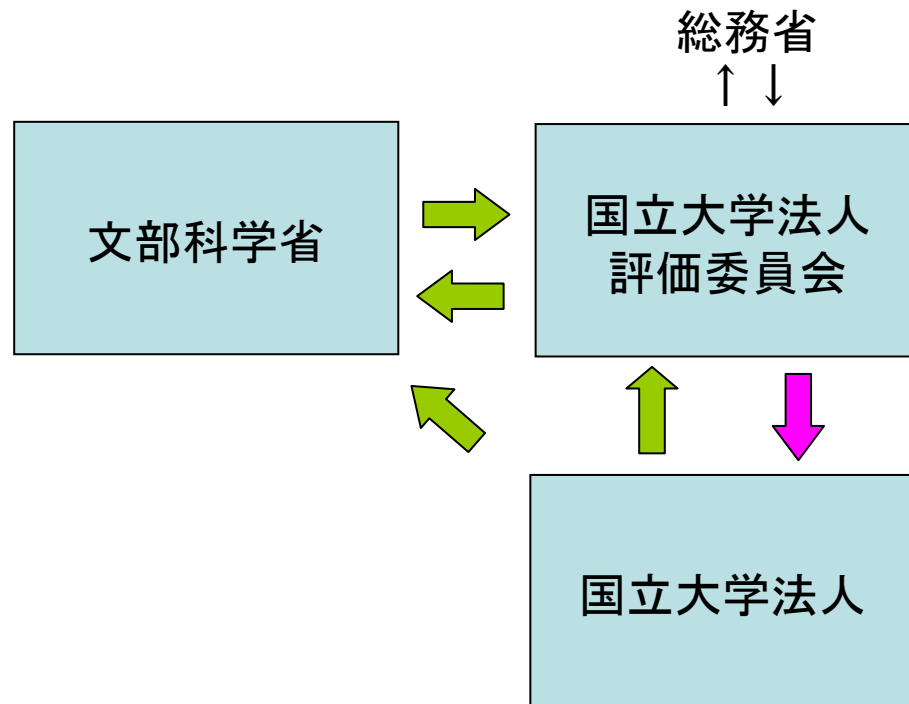 総務省
↑ ↓
文部科学省
国立大学法人
評価委員会
国立大学法人